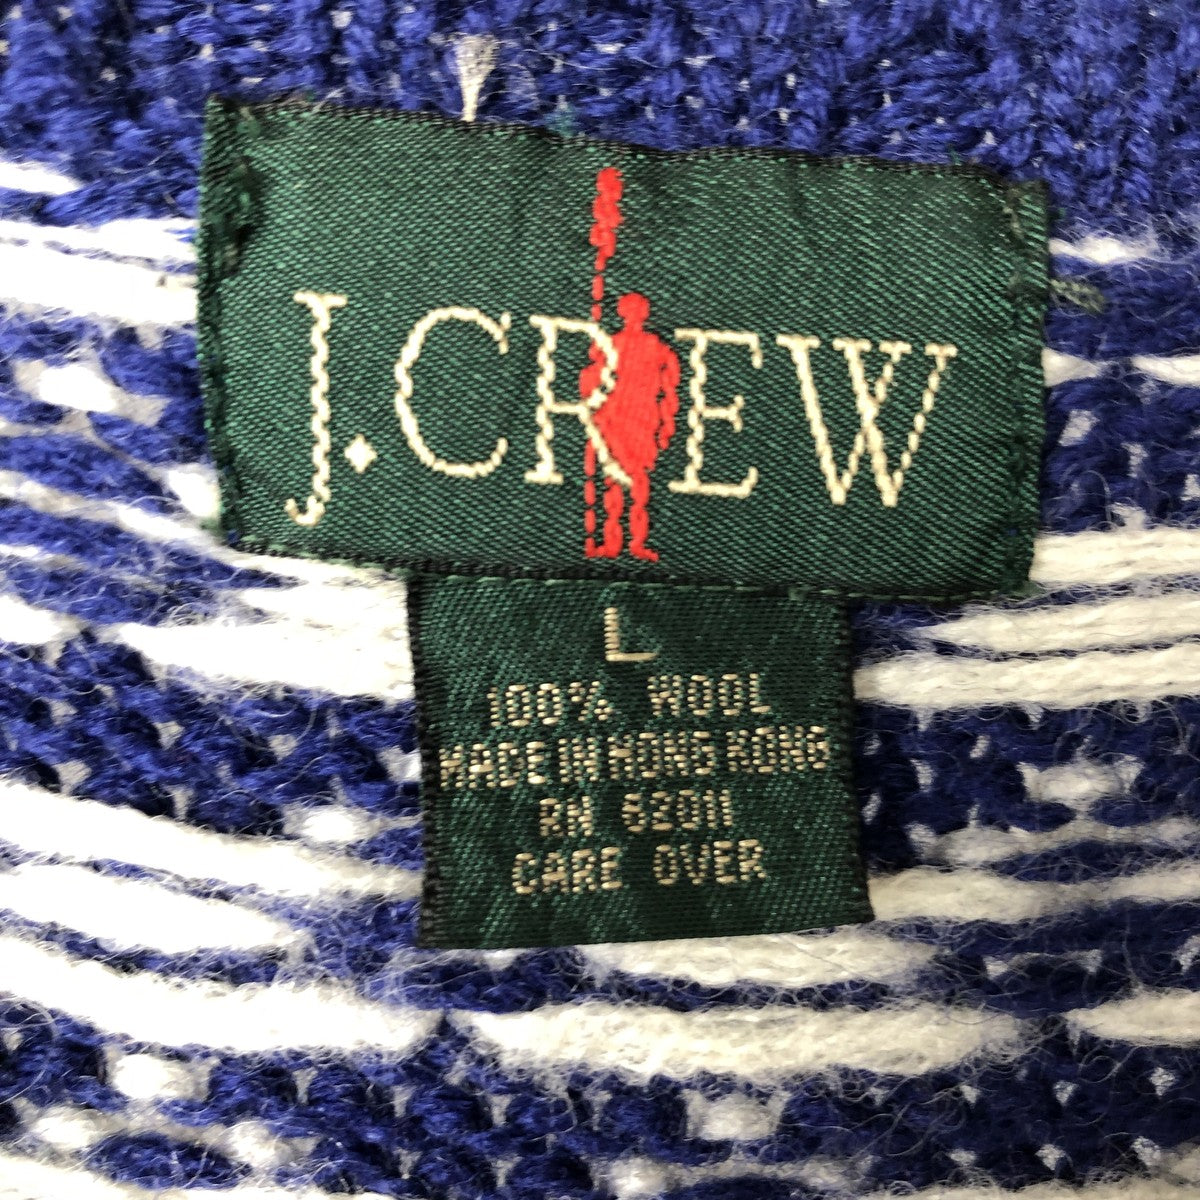 J.CREW
L
100% WOOL
MADE IN HONG KONG
RN 62011
CARE OVER